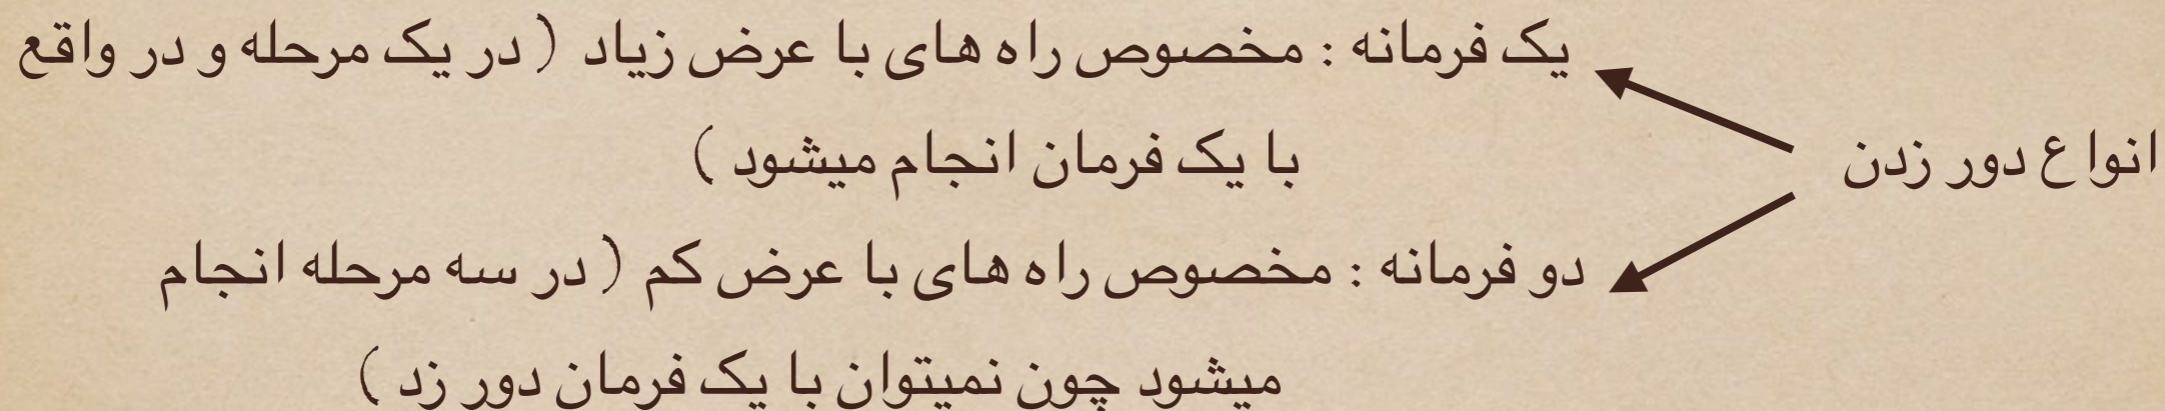 انواع دور زدن
یک فرمانه : مخصوص راه های با عرض زیاد ( در یک مرحله و در واقع
با یک فرمان انجام میشود )
دو فرمانه : مخصوص راه های با عرض کم ( در سه مرحله انجام
میشود چون نمیتوان با یک فرمان دور زد )